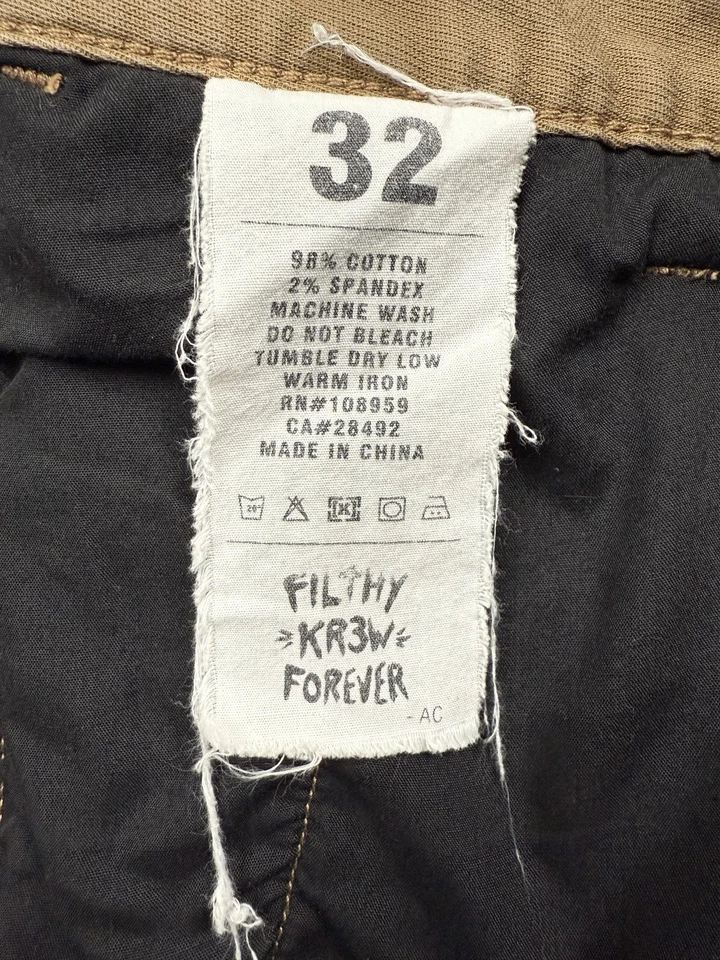 32
98% COTTON
2% SPANDEX
MACHINE WASH
DO NOT BLEACH
TUMBLE DRY LOW
WARM IRON
RN#108959
CA#28492
MADE IN CHINA
20°
FILTHY
KR3W
FOREVER
- AC